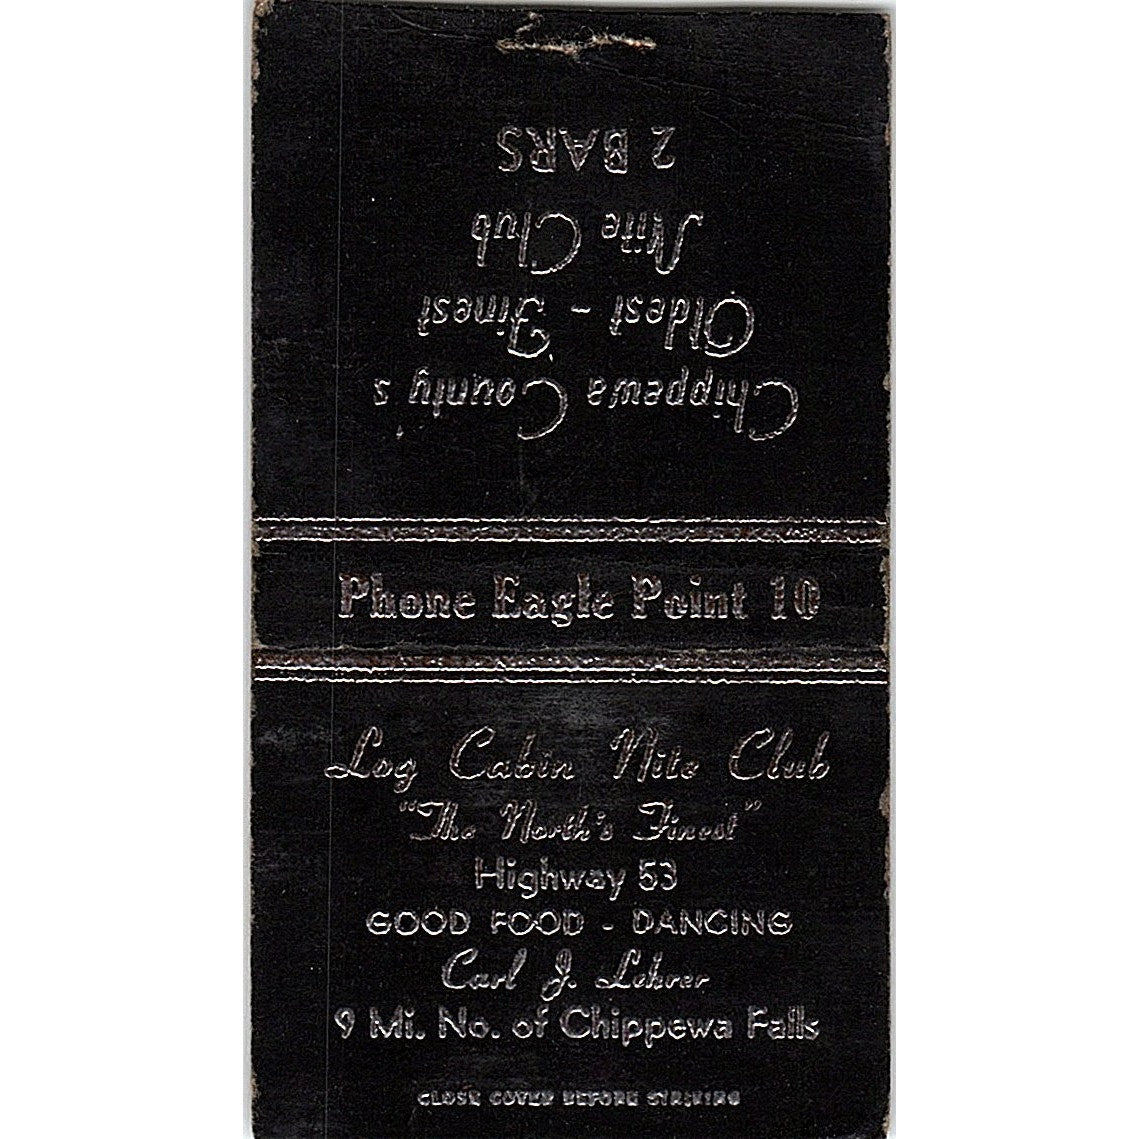 Chippewa County's
Oldest - Finest
Nite Club
2 BARS
Phone Eagle Point 10
Log Cabin Nite Club
"The North's Finest"
Highway 53
GOOD FOOD - DANCING
Carl J. Lehrer
9 Mi. No. of Chippewa Falls
CLOSE COVER BEFORE STRIKING